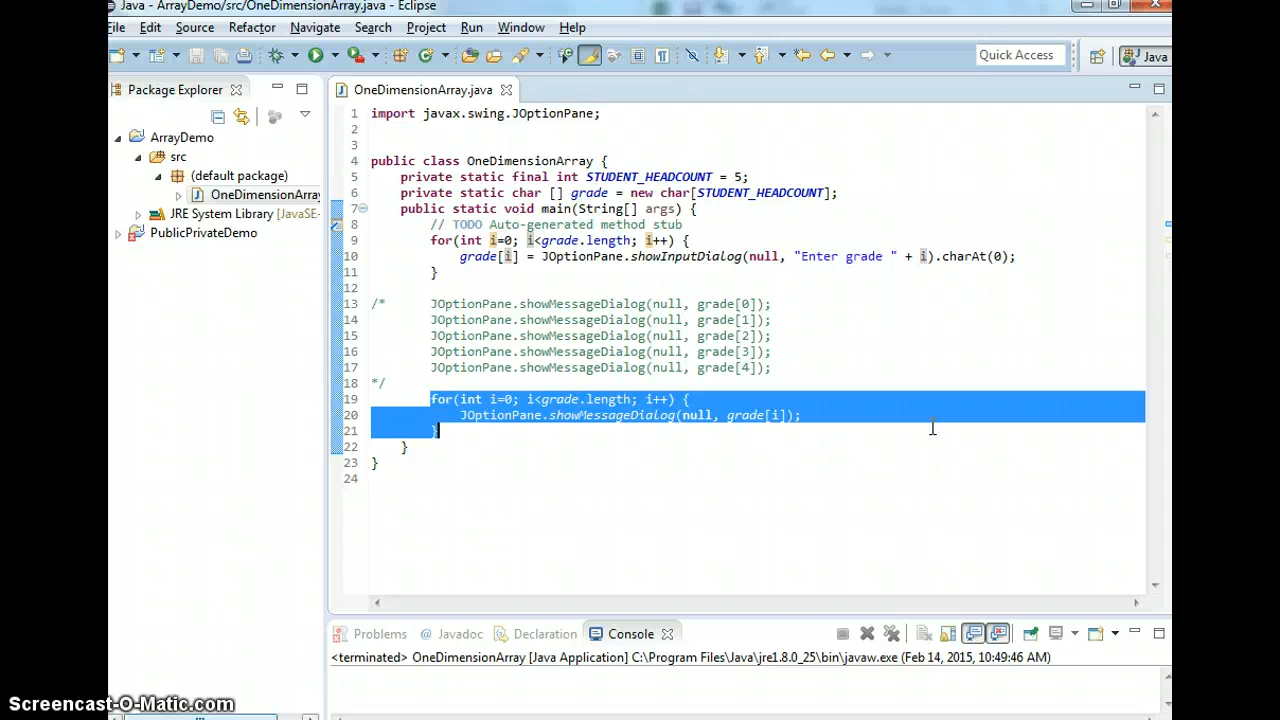 Java - ArrayDemo/src/OneDimensionArray.java - Eclipse
File Edit Source Refactor Navigate Search Project Run Window Help
Quick Access
Java
Package Explorer
OneDimensionArray.java
ArrayDemo
src
(default package)
OneDimensionArray
JRE System Library [JavaSE-
PublicPrivateDemo
1 import javax.swing.JOptionPane;
2
3
4 public class OneDimensionArray {
5 private static final int STUDENT_HEADCOUNT = 5;
6 private static char [] grade = new char[STUDENT_HEADCOUNT];
7 public static void main(String[] args) {
8 // TODO Auto-generated method stub
9 for(int i=0; i<grade.length; i++) {
10 grade[i] = JOptionPane.showInputDialog(null, "Enter grade " + i).charAt(0);
11 }
12
13 /* JOptionPane.showMessageDialog(null, grade[0]);
14 JOptionPane.showMessageDialog(null, grade[1]);
15 JOptionPane.showMessageDialog(null, grade[2]);
16 JOptionPane.showMessageDialog(null, grade[3]);
17 JOptionPane.showMessageDialog(null, grade[4]);
18 */
19 for(int i=0; i<grade.length; i++) {
20 JOptionPane.showMessageDialog(null, grade[i]);
21 }
22 }
23 }
24
Problems @ Javadoc Declaration Console
<terminated> OneDimensionArray [Java Application] C:\Program Files\Java\jre1.8.0_25\bin\javaw.exe (Feb 14, 2015, 10:49:46 AM)
Screencast-O-Matic.com